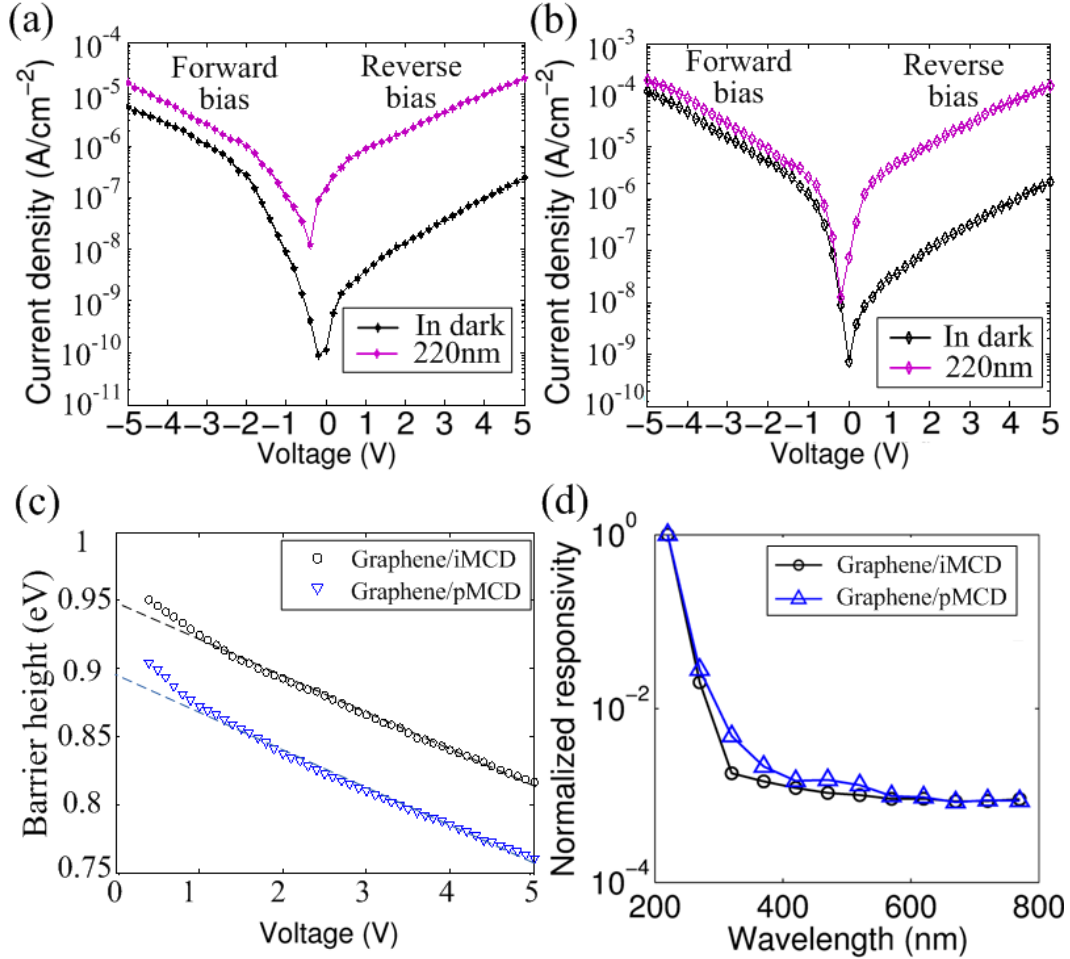 (a)
10⁻⁴
10⁻⁵
10⁻⁶
10⁻⁷
10⁻⁸
10⁻⁹
10⁻¹⁰
10⁻¹¹
Current density (A/cm⁻²)
Forward
bias
Reverse
bias
In dark
220nm
−5−4−3−2−1 0 1 2 3 4 5
Voltage (V)
(b)
10⁻³
10⁻⁴
10⁻⁵
10⁻⁶
10⁻⁷
10⁻⁸
10⁻⁹
10⁻¹⁰
Current density (A/cm⁻²)
Forward
bias
Reverse
bias
In dark
220nm
−5−4−3−2−1 0 1 2 3 4 5
Voltage (V)
(c)
1
0.95
0.9
0.85
0.8
0.75
Barrier height (eV)
Graphene/iMCD
Graphene/pMCD
0 1 2 3 4 5
Voltage (V)
(d)
10⁰
10⁻²
10⁻⁴
Normalized responsivity
Graphene/iMCD
Graphene/pMCD
200 400 600 800
Wavelength (nm)